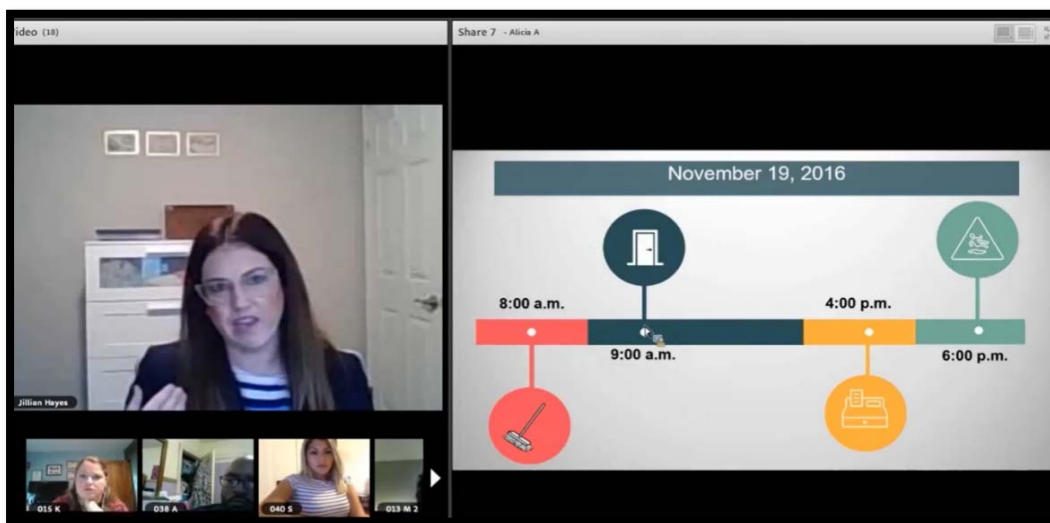 ideo (18)
Share 7 - Alicia A
November 19, 2016
8:00 a.m.
4:00 p.m.
9:00 a.m.
6:00 p.m.
Jillian Hayes
015 K
038 A
040 S
013 M 2